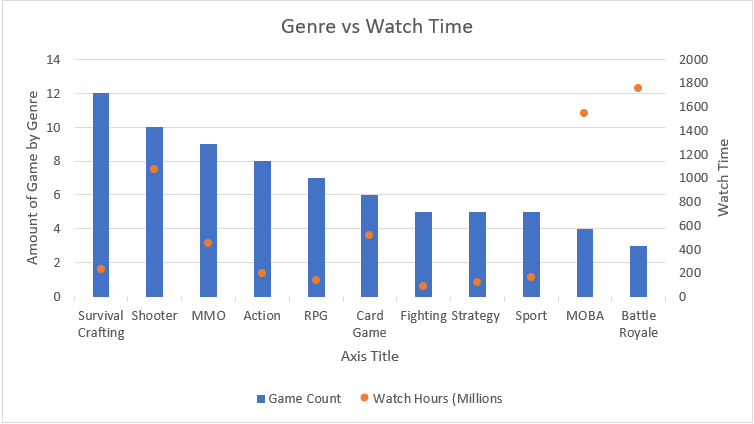 Genre vs Watch Time
14
12
10
8
6
4
2
0
Amount of Game by Genre
2000
1800
1600
1400
1200
1000
800
600
400
200
0
Watch Time
Survival Crafting
Shooter
MMO
Action
RPG
Card Game
Fighting
Strategy
Sport
MOBA
Battle Royale
Axis Title
Game Count
Watch Hours (Millions